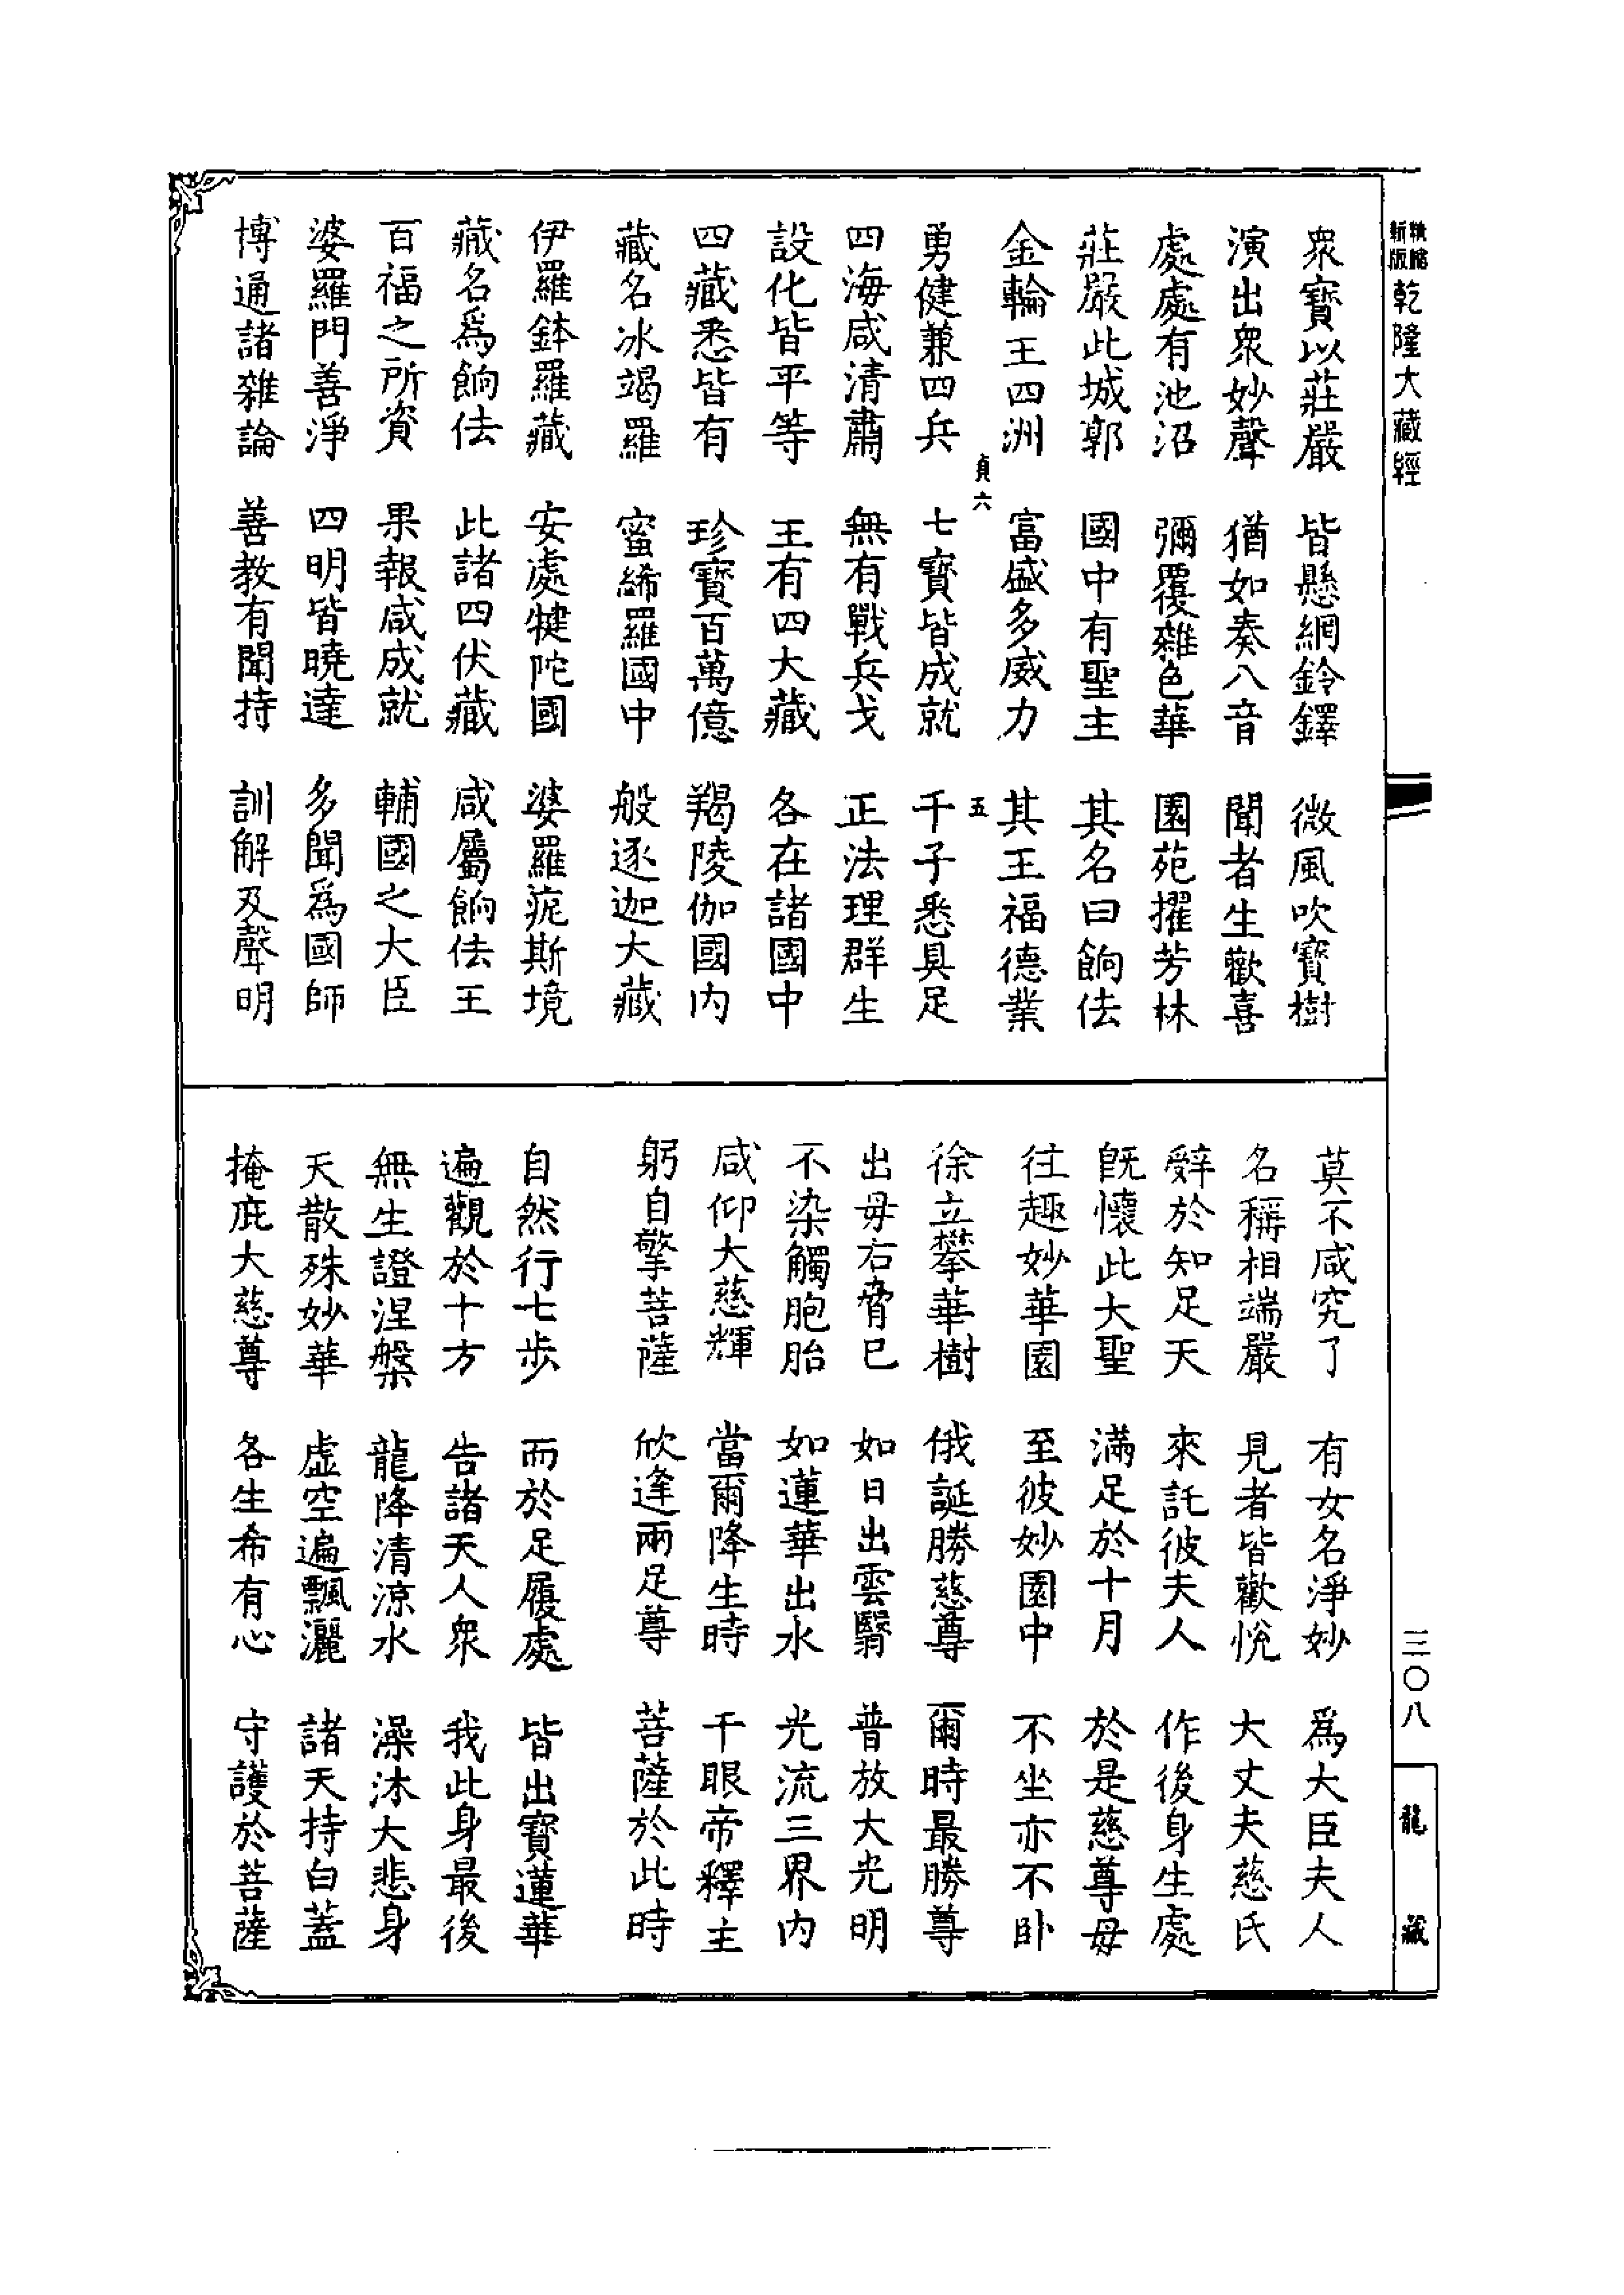 乾隆大藏經
眾寶以莊嚴 皆懸網鈴鐸 微風吹寶樹
演出眾妙聲 猶如奏八音 聞者生歡喜
處處有池沼 彌覆雜色華 園苑擢芳林
莊嚴此城郭 國中有聖主 其名曰餉佉
金輪王四洲 富盛多威力 其王福德業
貞六 五
勇健兼四兵 七寶皆成就 千子悉具足
四海咸清肅 無有戰兵戈 正法理群生
設化皆平等 王有四大藏 各在諸國中
四藏悉皆有 珍寶百萬億 羯陵伽國內
藏名冰竭羅 蜜絺羅國中 般逐迦大藏
伊羅鉢羅藏 安處犍陀國 婆羅痆斯境
藏名為餉佉 此諸四伏藏 咸屬餉佉王
百福之所資 果報咸成就 輔國之大臣
婆羅門善淨 四明皆曉達 多聞為國師
博通諸雜論 善教有聞持 訓解及聲明
莫不咸究了 有女名淨妙 為大臣夫人
名稱相端嚴 見者皆歡悅 大丈夫慈氏
辭於知足天 來託彼夫人 作後身生處
既懷此大聖 滿足於十月 於是慈尊母
往趣妙華園 至彼妙園中 不坐亦不卧
徐立攀華樹 俄誕勝慈尊 爾時最勝尊
出母右脅已 如日出雲翳 普放大光明
不染觸胞胎 如蓮華出水 光流三界內
咸仰大慈輝 當爾降生時 千眼帝釋主
躬自擎菩薩 欣逢兩足尊 菩薩於此時
自然行七步 而於足履處 皆出寶蓮華
遍觀於十方 告諸天人眾 我此身最後
無生證涅槃 龍降清涼水 澡沐大悲身
天散殊妙華 虛空遍飄灑 諸天持白蓋
掩庇大慈尊 各生希有心 守護於菩薩
三〇八
龍藏